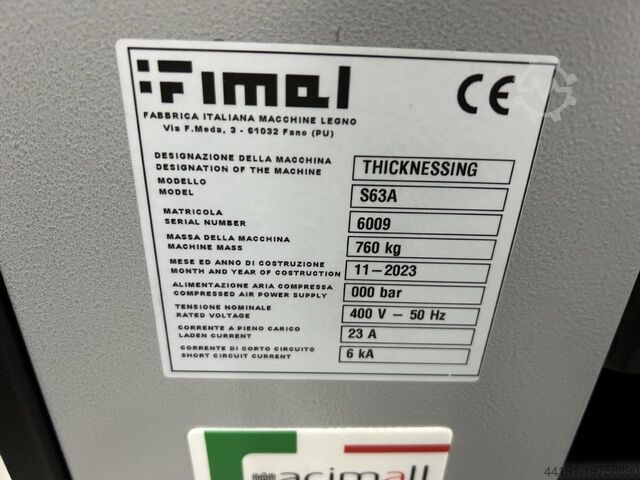 Fimal
CE
FABBRICA ITALIANA MACCHINE LEGNO
Via F.Meda, 3 - 61032 Fano (PU)
DESIGNAZIONE DELLA MACCHINA
DESIGNATION OF THE MACHINE
THICKNESSING
MODELLO
MODEL
S63A
MATRICOLA
SERIAL NUMBER
6009
MASSA DELLA MACCHINA
MACHINE MASS
760 kg
MESE ED ANNO DI COSTRUZIONE
MONTH AND YEAR OF COSTRUCTION
11-2023
ALIMENTAZIONE ARIA COMPRESSA
COMPRESSED AIR POWER SUPPLY
000 bar
TENSIONE NOMINALE
RATED VOLTAGE
400 V - 50 Hz
CORRENTE A PIENO CARICO
LADEN CURRENT
23 A
CORRENTE DI CORTO CIRCUITO
SHORT CIRCUIT CURRENT
6 kA
acimall
44191-19758890